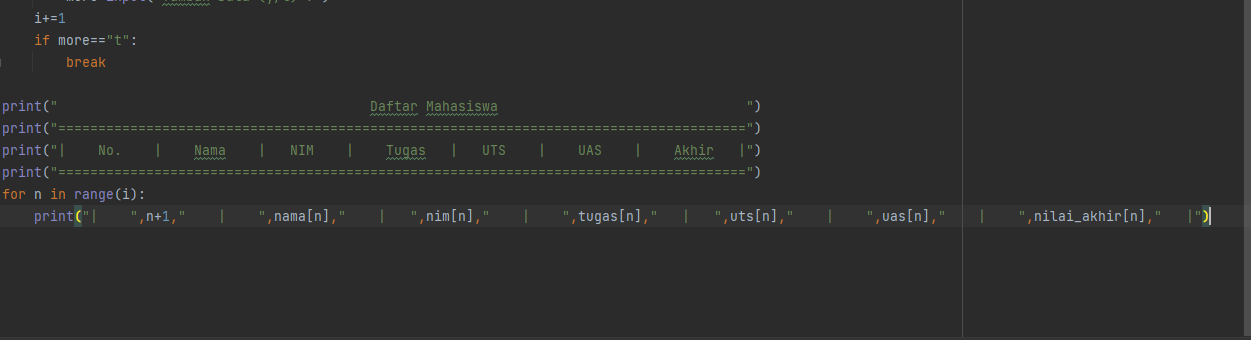 i+=1
if more=="t":
break
print("                                       Daftar Mahasiswa                               ")
print("======================================================================================")
print("|    No.    |    Nama    |   NIM    |    Tugas   |   UTS    |    UAS    |    Akhir   |")
print("======================================================================================")
for n in range(i):
print("|    ",n+1,"    |    ",nama[n],"    |   ",nim[n],"    |    ",tugas[n],"   |   ",uts[n],"    |    ",uas[n],"    |    ",nilai_akhir[n],"   |")